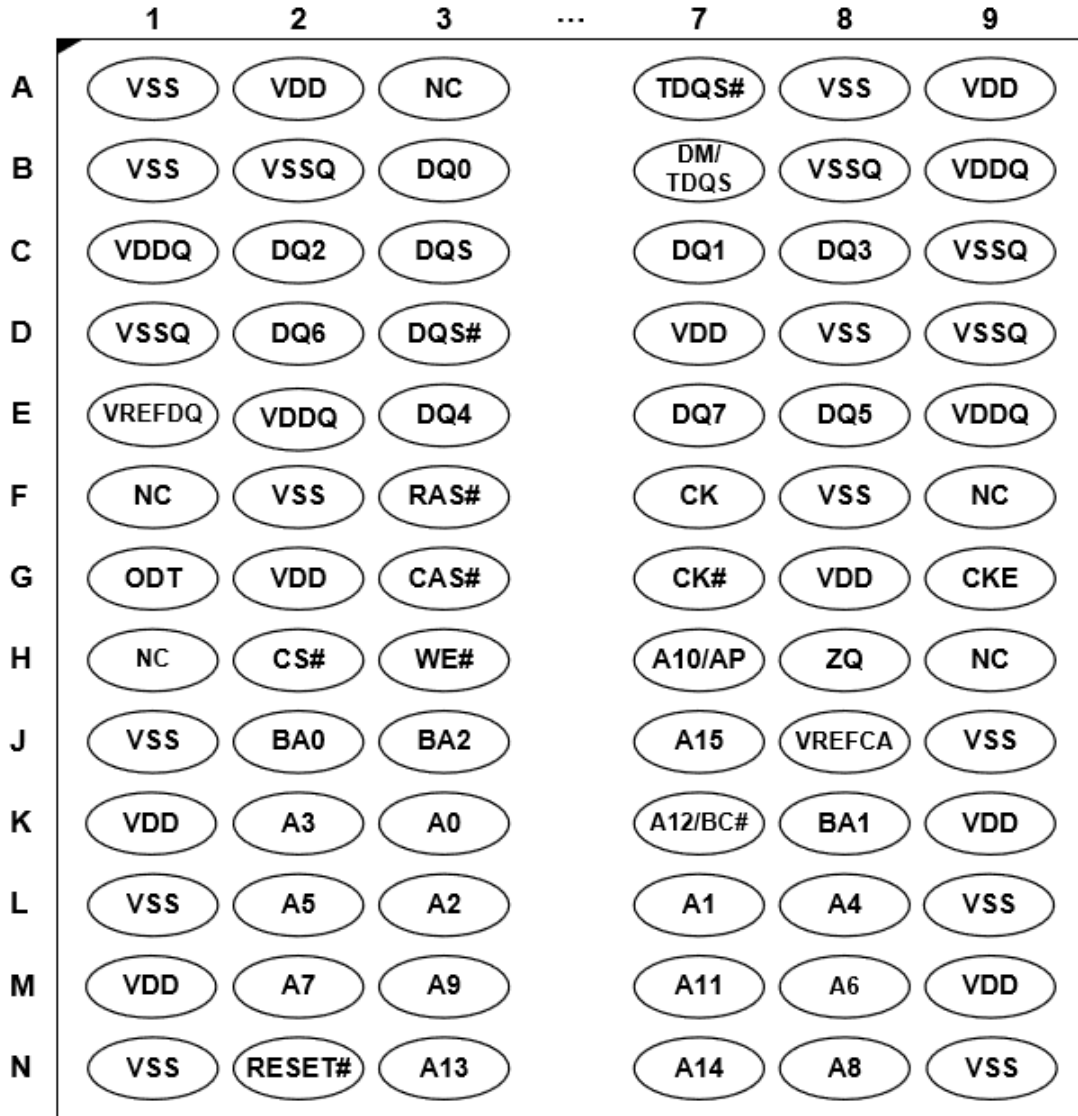 1 2 3 ... 7 8 9
A VSS VDD NC TDQS# VSS VDD
B VSS VSSQ DQ0 DM/ TDQS VSSQ VDDQ
C VDDQ DQ2 DQS DQ1 DQ3 VSSQ
D VSSQ DQ6 DQS# VDD VSS VSSQ
E VREFDQ VDDQ DQ4 DQ7 DQ5 VDDQ
F NC VSS RAS# CK VSS NC
G ODT VDD CAS# CK# VDD CKE
H NC CS# WE# A10/AP ZQ NC
J VSS BA0 BA2 A15 VREFCA VSS
K VDD A3 A0 A12/BC# BA1 VDD
L VSS A5 A2 A1 A4 VSS
M VDD A7 A9 A11 A6 VDD
N VSS RESET# A13 A14 A8 VSS